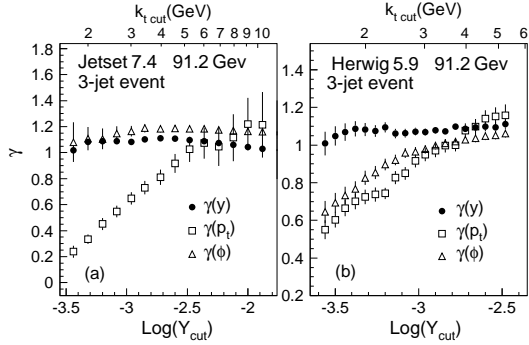 k_t cut(GeV)
k_t cut(GeV)
2 3 4 5 6 7 8 9 10
2 3 4 5 6
Jetset 7.4 91.2 Gev
3-jet event
Herwig 5.9 91.2 Gev
3-jet event
1.8
1.6
1.4
1.2
1
0.8
0.6
0.4
0.2
0
γ
1.4
1.2
1
0.8
0.6
0.4
0.2
γ(y)
γ(p_t)
γ(ϕ)
(a)
γ(y)
γ(p_t)
γ(ϕ)
(b)
-3.5 -3 -2.5 -2
-3.5 -3 -2.5
Log(Y_cut)
Log(Y_cut)